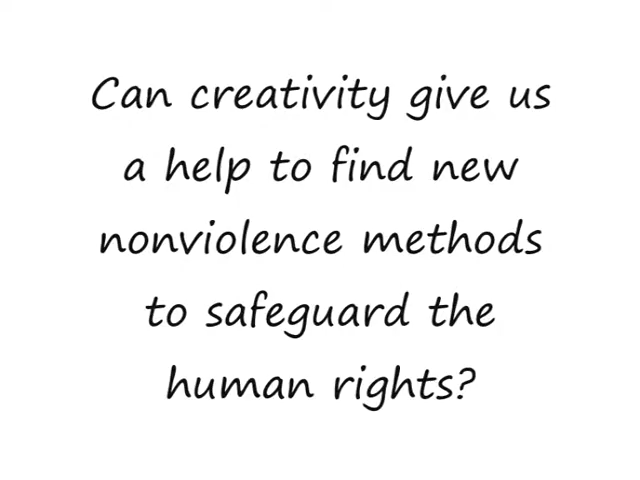 Can creativity give us
a help to find new
nonviolence methods
to safeguard the
human rights?